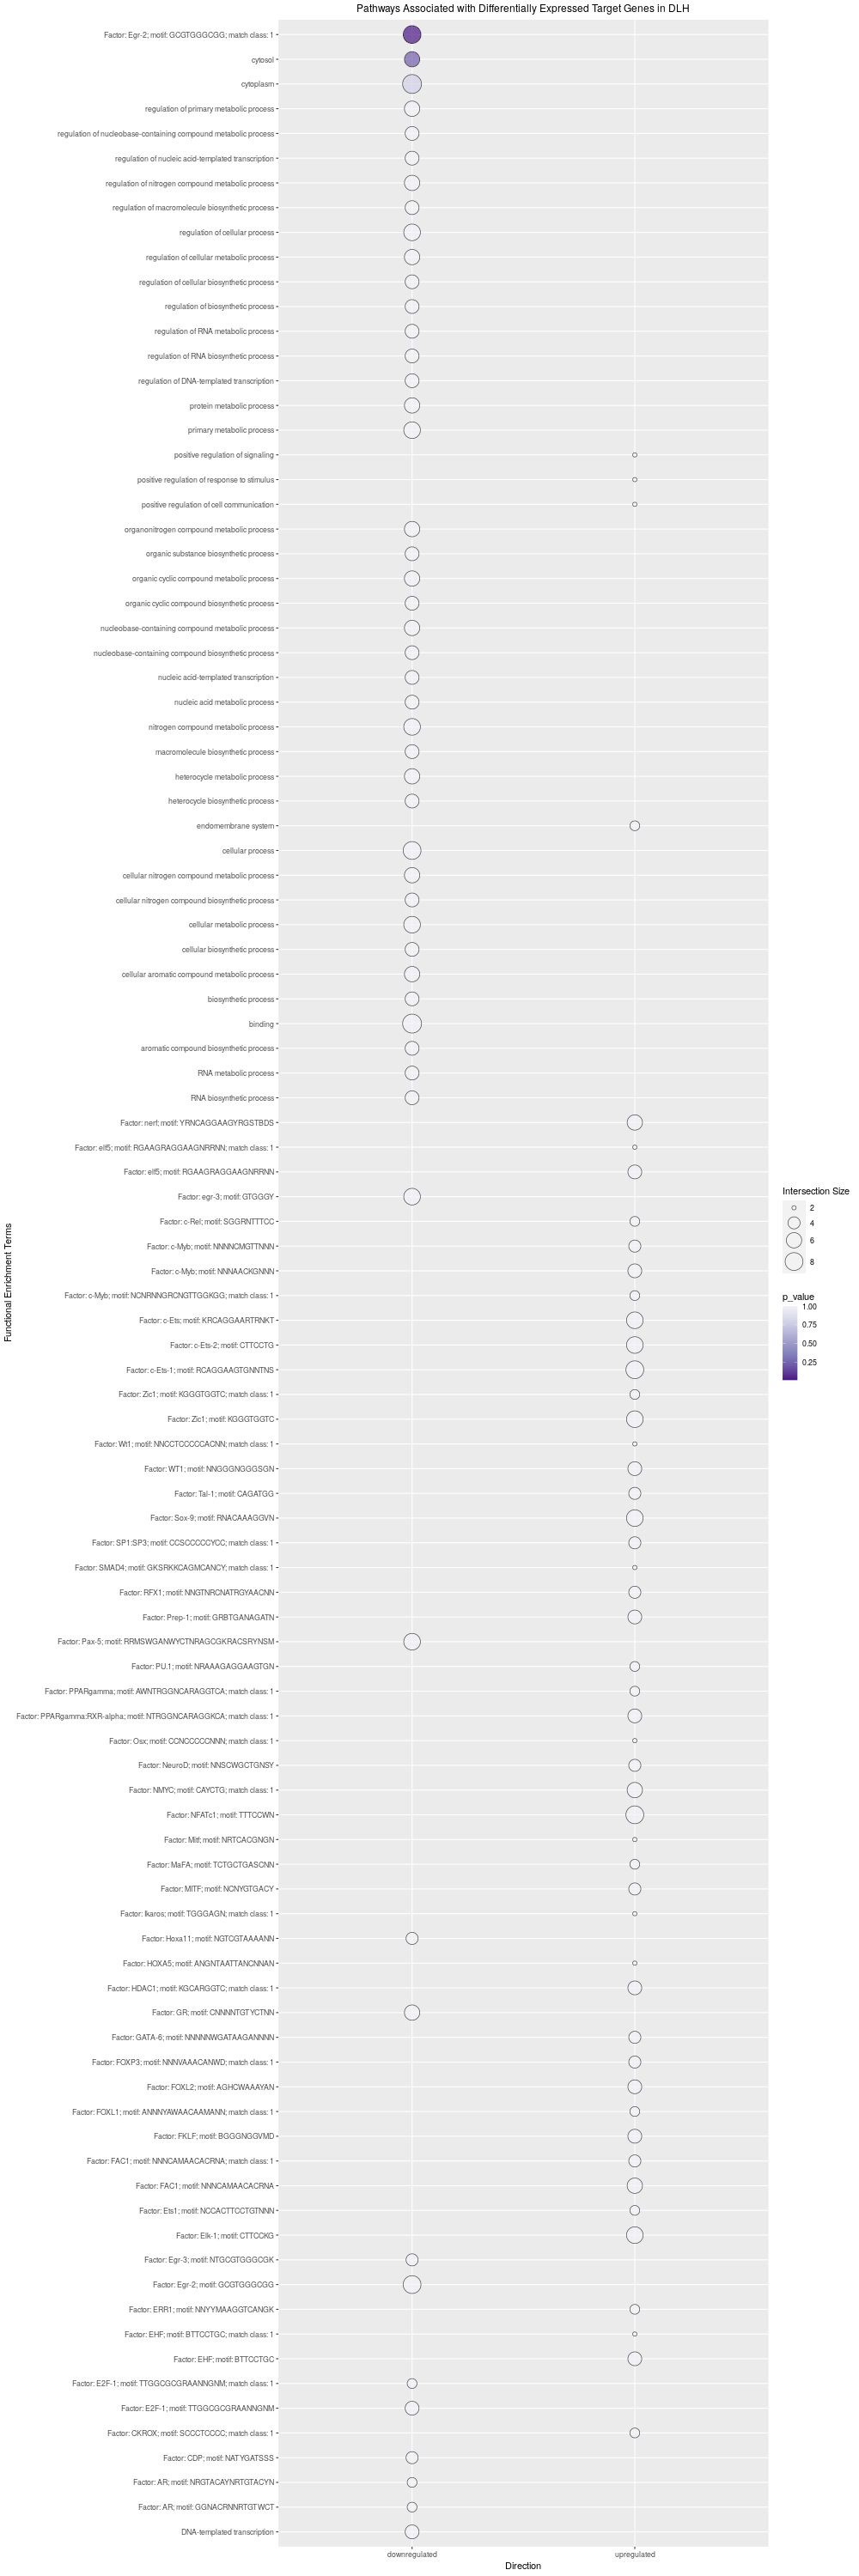 Pathways Associated with Differentially Expressed Target Genes in DLH
Factor: Egr-2; motif: GCGTGGGCGG; match class: 1
cytosol
cytoplasm
regulation of primary metabolic process
regulation of nucleobase-containing compound metabolic process
regulation of nucleic acid-templated transcription
regulation of nitrogen compound metabolic process
regulation of macromolecule biosynthetic process
regulation of cellular process
regulation of cellular metabolic process
regulation of cellular biosynthetic process
regulation of biosynthetic process
regulation of RNA metabolic process
regulation of RNA biosynthetic process
regulation of DNA-templated transcription
protein metabolic process
primary metabolic process
positive regulation of signaling
positive regulation of response to stimulus
positive regulation of cell communication
organonitrogen compound metabolic process
organic substance biosynthetic process
organic cyclic compound metabolic process
organic cyclic compound biosynthetic process
nucleobase-containing compound metabolic process
nucleobase-containing compound biosynthetic process
nucleic acid-templated transcription
nucleic acid metabolic process
nitrogen compound metabolic process
macromolecule biosynthetic process
heterocycle metabolic process
heterocycle biosynthetic process
endomembrane system
cellular process
cellular nitrogen compound metabolic process
cellular nitrogen compound biosynthetic process
cellular metabolic process
cellular biosynthetic process
cellular aromatic compound metabolic process
biosynthetic process
binding
aromatic compound biosynthetic process
RNA metabolic process
RNA biosynthetic process
Factor: nerf; motif: YRNCAGGAAGYRGSTBDS
Factor: elf5; motif: RGAAGRAGGAAGNRRNN; match class: 1
Factor: elf5; motif: RGAAGRAGGAAGNRRNN
Factor: egr-3; motif: GTGGGY
Factor: c-Rel; motif: SGGRNTTTCC
Factor: c-Myb; motif: NNNNCMGTTNNN
Factor: c-Myb; motif: NNNAACKGNNN
Factor: c-Myb; motif: NCNRNNGRCNGTTGGKGG; match class: 1
Factor: c-Ets; motif: KRCAGGAARTRNKT
Factor: c-Ets-2; motif: CTTCCTG
Factor: c-Ets-1; motif: RCAGGAAGTGNNTNS
Factor: Zic1; motif: KGGGTGGTC; match class: 1
Factor: Zic1; motif: KGGGTGGTC
Factor: Wt1; motif: NNCCTCCCCCACNN; match class: 1
Factor: WT1; motif: NNGGGNGGGSGN
Factor: Tal-1; motif: CAGATGG
Factor: Sox-9; motif: RNACAAAGGVN
Factor: SP1:SP3; motif: CCSCCCCCYCC; match class: 1
Factor: SMAD4; motif: GKSRKKCAGMCANCY; match class: 1
Factor: RFX1; motif: NNGTNRCNATRGYAACNN
Factor: Prep-1; motif: GRBTGANAGATN
Factor: Pax-5; motif: RRMSWGANWYCTNRAGCGKRACSRYNSM
Factor: PU.1; motif: NRAAAGAGGAAGTGN
Factor: PPARgamma; motif: AWNTRGGNCARAGGTCA; match class: 1
Factor: PPARgamma:RXR-alpha; motif: NTRGGNCARAGGKCA; match class: 1
Factor: Osx; motif: CCNCCCCCNNN; match class: 1
Factor: NeuroD; motif: NNSCWGCTGNSY
Factor: NMYC; motif: CAYCTG; match class: 1
Factor: NFATc1; motif: TTTCCWN
Factor: Mitf; motif: NRTCACGNGN
Factor: MaFA; motif: TCTGCTGASCNN
Factor: MITF; motif: NCNYGTGACY
Factor: Ikaros; motif: TGGGAGN; match class: 1
Factor: Hoxa11; motif: NGTCGTAAAANN
Factor: HOXA5; motif: ANGNTAATTANCNNAN
Factor: HDAC1; motif: KGCARGGTC; match class: 1
Factor: GR; motif: CNNNNTGTYCTNN
Factor: GATA-6; motif: NNNNNWGATAAGANNNN
Factor: FOXP3; motif: NNNVAAACANWD; match class: 1
Factor: FOXL2; motif: AGHCWAAAYAN
Factor: FOXL1; motif: ANNNYAWAACAAMANN; match class: 1
Factor: FKLF; motif: BGGGNGGVMD
Factor: FAC1; motif: NNNCAMAACACRNA; match class: 1
Factor: FAC1; motif: NNNCAMAACACRNA
Factor: Ets1; motif: NCCACTTCCTGTNNN
Factor: Elk-1; motif: CTTCCKG
Factor: Egr-3; motif: NTGCGTGGGCGK
Factor: Egr-2; motif: GCGTGGGCGG
Factor: ERR1; motif: NNYYMAAGGTCANGK
Factor: EHF; motif: BTTCCTGC; match class: 1
Factor: EHF; motif: BTTCCTGC
Factor: E2F-1; motif: TTGGCGCGRAANNGNM; match class: 1
Factor: E2F-1; motif: TTGGCGCGRAANNGNM
Factor: CKROX; motif: SCCCTCCCC; match class: 1
Factor: CDP; motif: NATYGATSSS
Factor: AR; motif: NRGTACAYNRTGTACYN
Factor: AR; motif: GGNACRNNRTGTWCT
DNA-templated transcription
Functional Enrichment Terms
downregulated
upregulated
Direction
Intersection Size
2
4
6
8
p_value
1.00
0.75
0.50
0.25